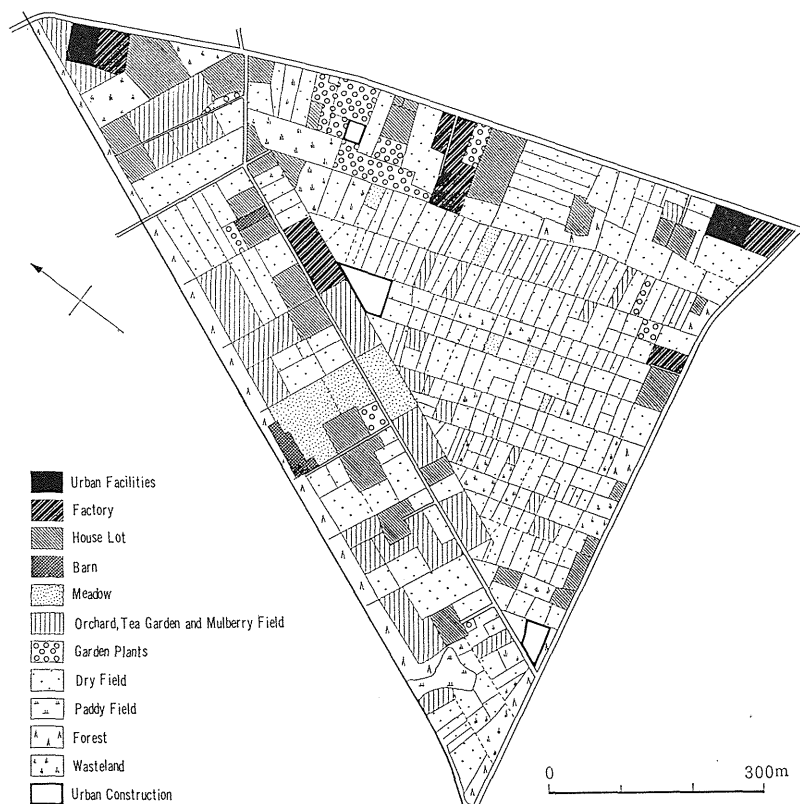 Urban Facilities
Factory
House Lot
Barn
Meadow
Orchard, Tea Garden and Mulberry Field
Garden Plants
Dry Field
Paddy Field
Forest
Wasteland
Urban Construction
0 300m